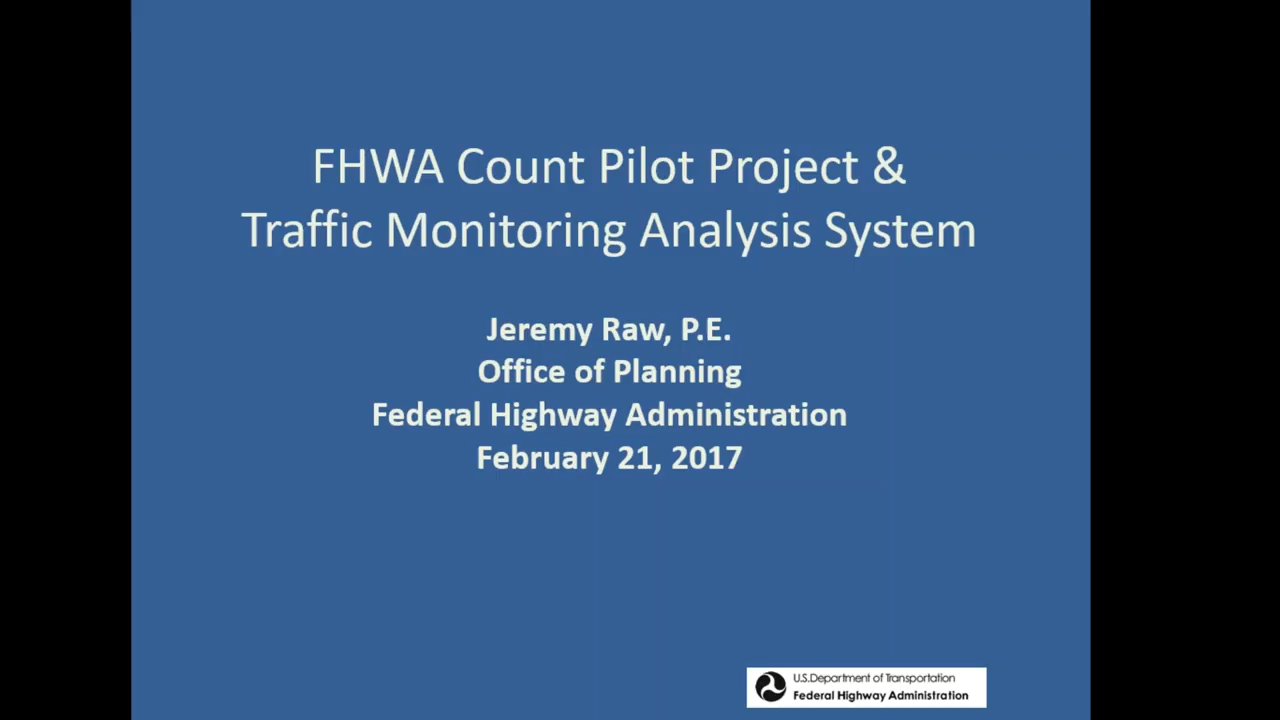 FHWA Count Pilot Project &
Traffic Monitoring Analysis System
Jeremy Raw, P.E.
Office of Planning
Federal Highway Administration
February 21, 2017
U.S.Department of Transportation
Federal Highway Administration